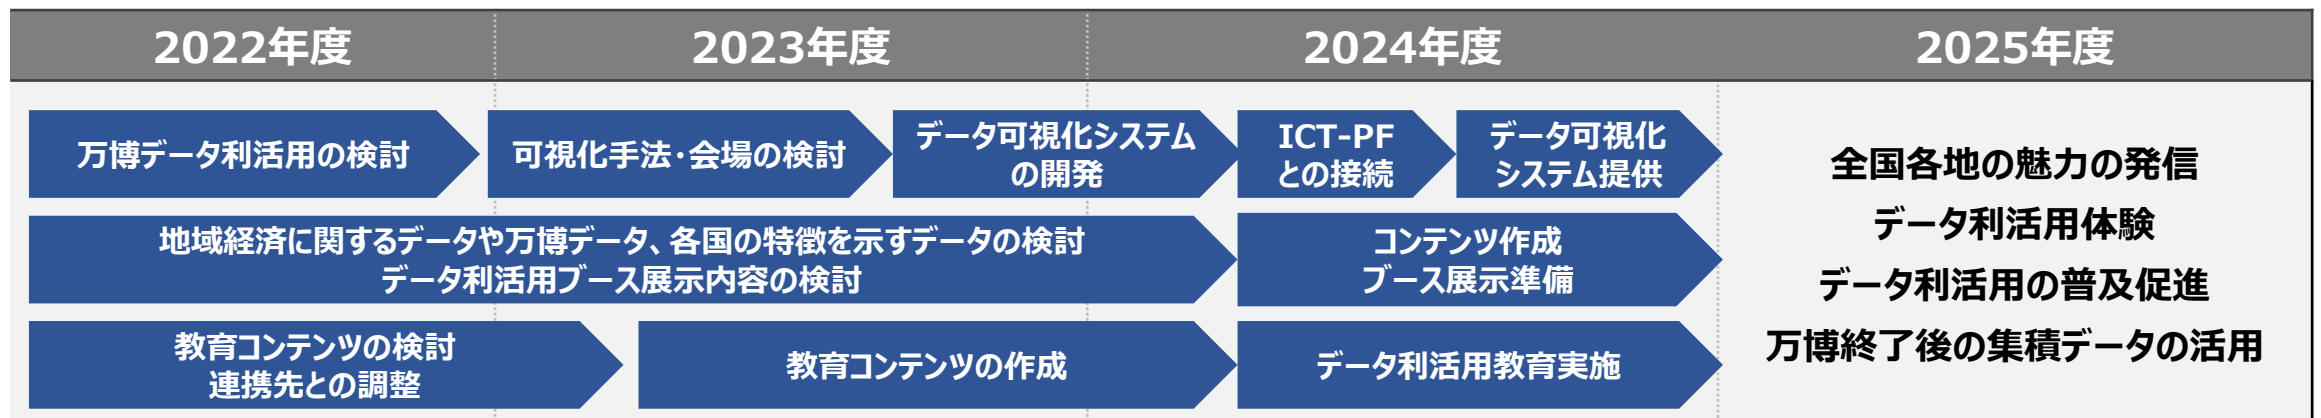 2022年度
2023年度
2024年度
2025年度
万博データ利活用の検討
可視化手法・会場の検討
データ可視化システム
の開発
ICT-PF
との接続
データ可視化
システム提供
地域経済に関するデータや万博データ、各国の特徴を示すデータの検討
データ利活用ブース展示内容の検討
コンテンツ作成
ブース展示準備
教育コンテンツの検討
連携先との調整
教育コンテンツの作成
データ利活用教育実施
全国各地の魅力の発信
データ利活用体験
データ利活用の普及促進
万博終了後の集積データの活用